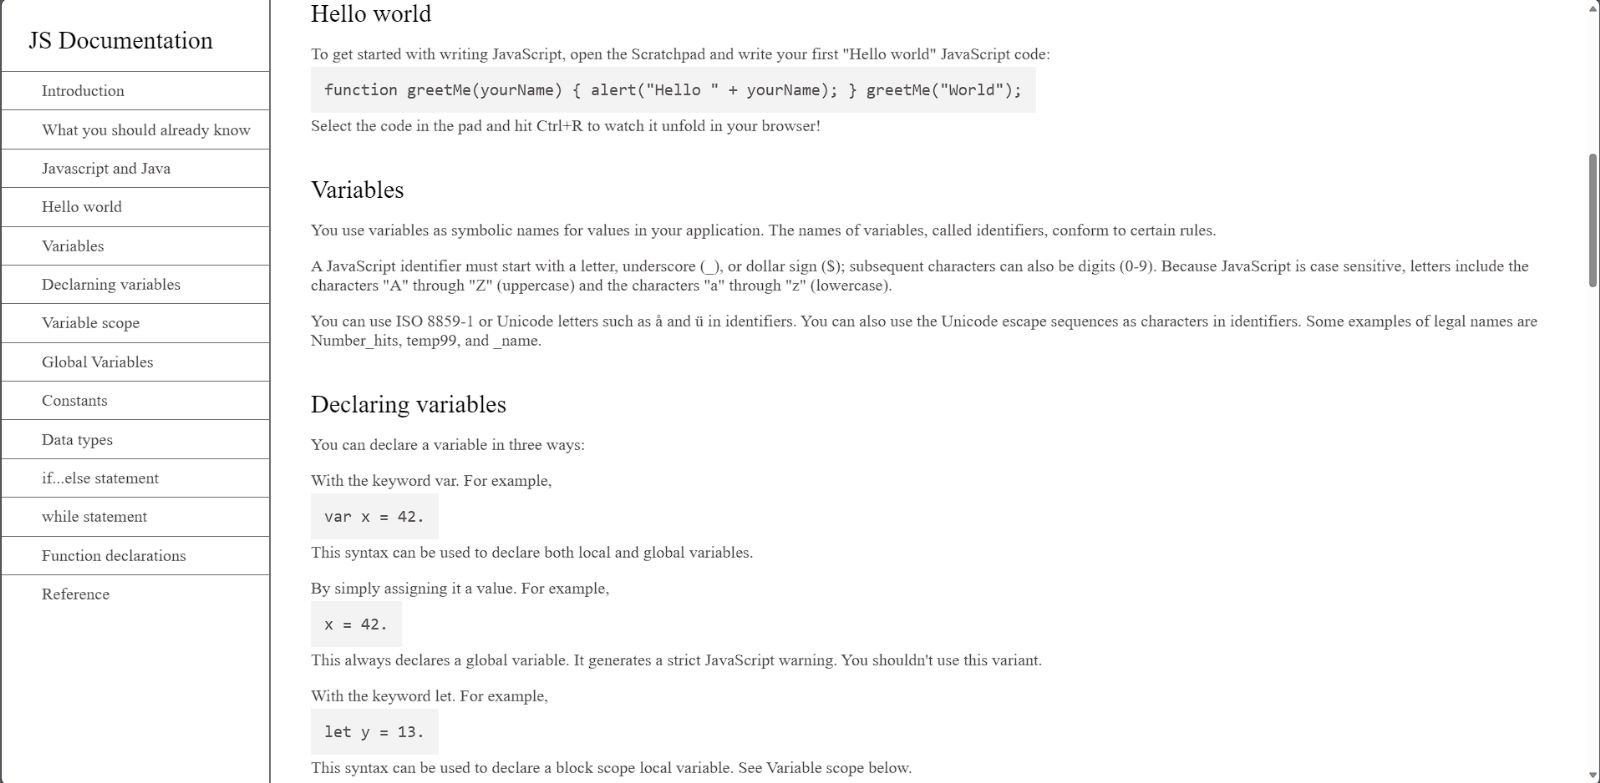 JS Documentation
Introduction
What you should already know
Javascript and Java
Hello world
Variables
Declarning variables
Variable scope
Global Variables
Constants
Data types
if...else statement
while statement
Function declarations
Reference
Hello world
To get started with writing JavaScript, open the Scratchpad and write your first "Hello world" JavaScript code:
function greetMe(yourName) { alert("Hello " + yourName); } greetMe("World");
Select the code in the pad and hit Ctrl+R to watch it unfold in your browser!
Variables
You use variables as symbolic names for values in your application. The names of variables, called identifiers, conform to certain rules.
A JavaScript identifier must start with a letter, underscore (_), or dollar sign ($); subsequent characters can also be digits (0-9). Because JavaScript is case sensitive, letters include the
characters "A" through "Z" (uppercase) and the characters "a" through "z" (lowercase).
You can use ISO 8859-1 or Unicode letters such as å and ü in identifiers. You can also use the Unicode escape sequences as characters in identifiers. Some examples of legal names are
Number_hits, temp99, and _name.
Declaring variables
You can declare a variable in three ways:
With the keyword var. For example,
var x = 42.
This syntax can be used to declare both local and global variables.
By simply assigning it a value. For example,
x = 42.
This always declares a global variable. It generates a strict JavaScript warning. You shouldn't use this variant.
With the keyword let. For example,
let y = 13.
This syntax can be used to declare a block scope local variable. See Variable scope below.